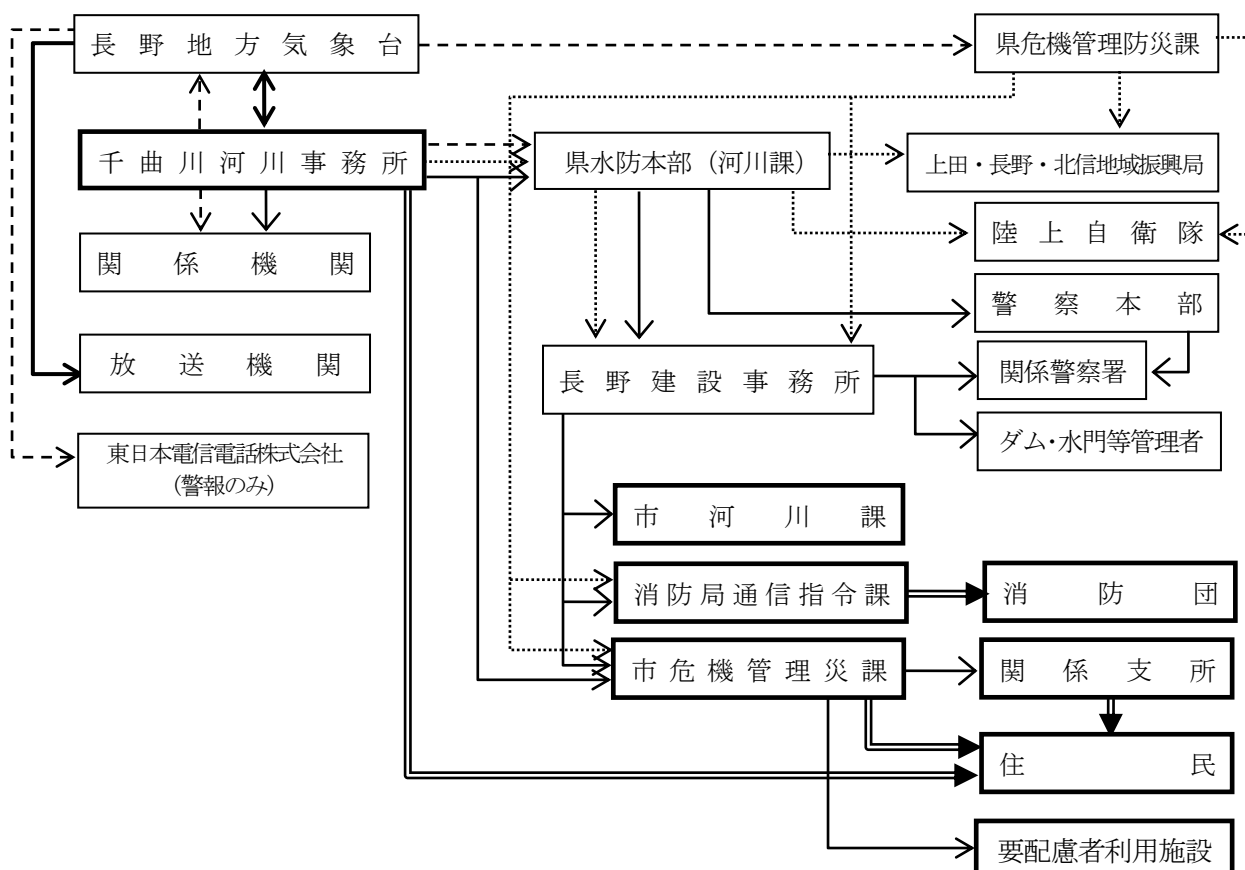 長野地方気象台
県危機管理防災課
千曲川河川事務所
県水防本部（河川課）
上田・長野・北信地域振興局
陸上自衛隊
関係機関
警察本部
放送機関
長野建設事務所
関係警察署
ダム・水門等管理者
東日本電信電話株式会社
（警報のみ）
市河川課
消防局通信指令課
消防団
市危機管理災課
関係支所
住民
要配慮者利用施設